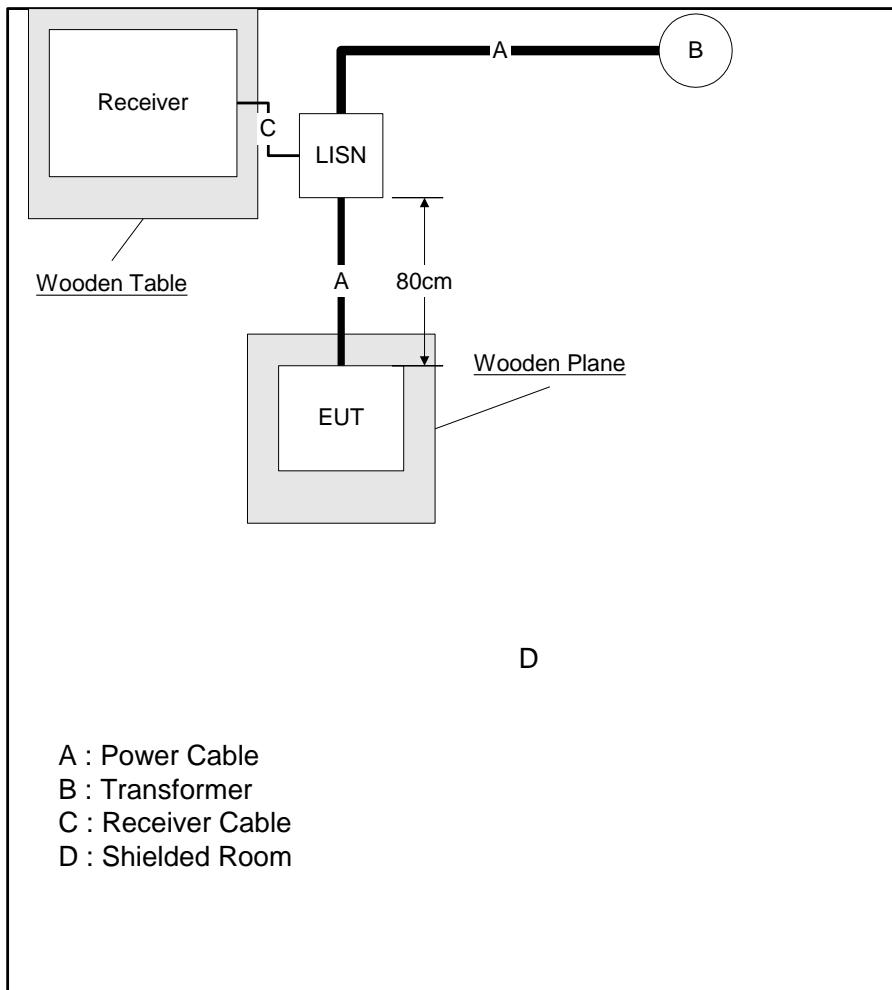 A
B
Receiver
C
LISN
Wooden Table
A
80cm
Wooden Plane
EUT
D
A : Power Cable
B : Transformer
C : Receiver Cable
D : Shielded Room